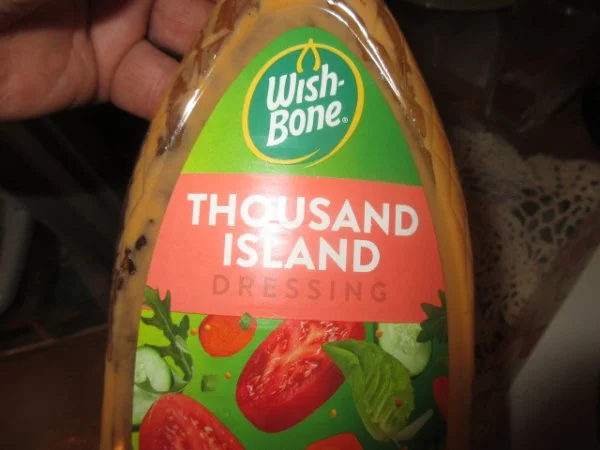 Wish-
Bone®
THOUSAND
ISLAND
DRESSING